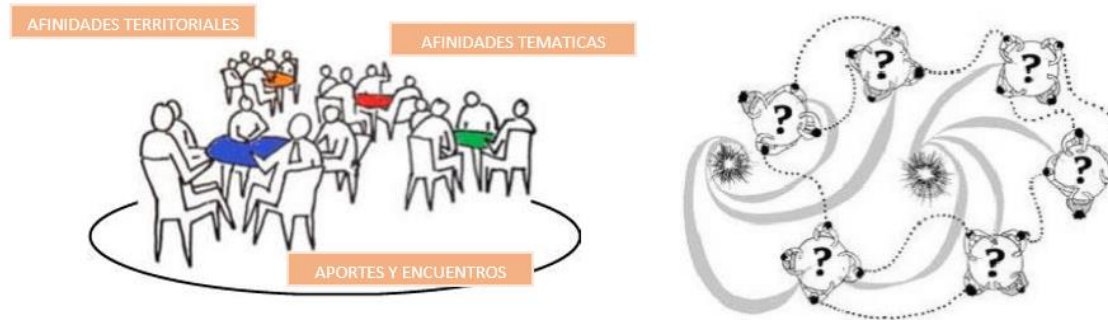 AFINIDADES TERRITORIALES
AFINIDADES TEMATICAS
APORTES Y ENCUENTROS
?
?
?
?
?
?